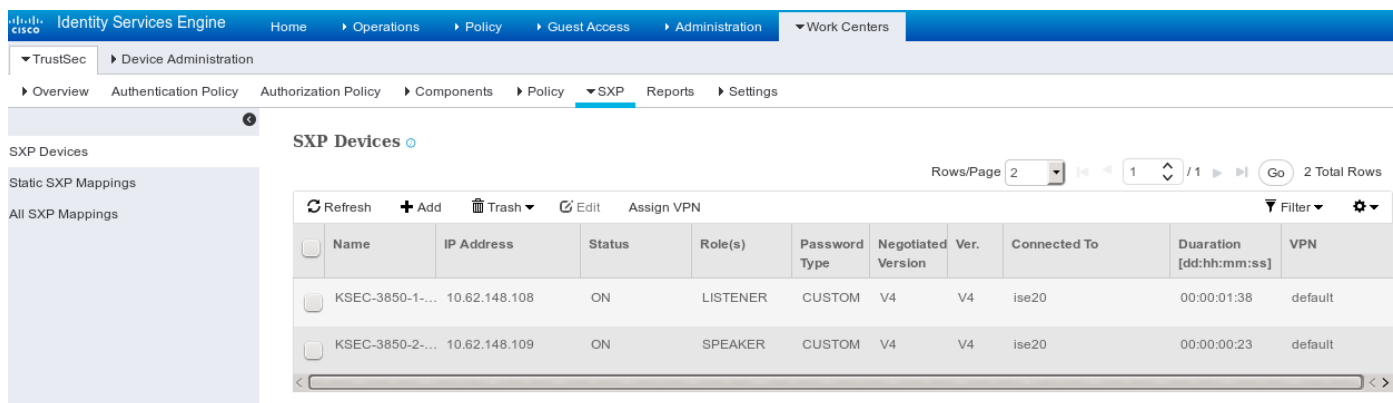 cisco Identity Services Engine Home Operations Policy Guest Access Administration Work Centers
TrustSec Device Administration
Overview Authentication Policy Authorization Policy Components Policy SXP Reports Settings
SXP Devices
Static SXP Mappings
All SXP Mappings
SXP Devices
Rows/Page 2 1 / 1 Go 2 Total Rows
Refresh Add Trash Edit Assign VPN Filter
Name IP Address Status Role(s) Password Type Negotiated Version Ver. Connected To Duaration [dd:hh:mm:ss] VPN
KSEC-3850-1-... 10.62.148.108 ON LISTENER CUSTOM V4 V4 ise20 00:00:01:38 default
KSEC-3850-2-... 10.62.148.109 ON SPEAKER CUSTOM V4 V4 ise20 00:00:00:23 default